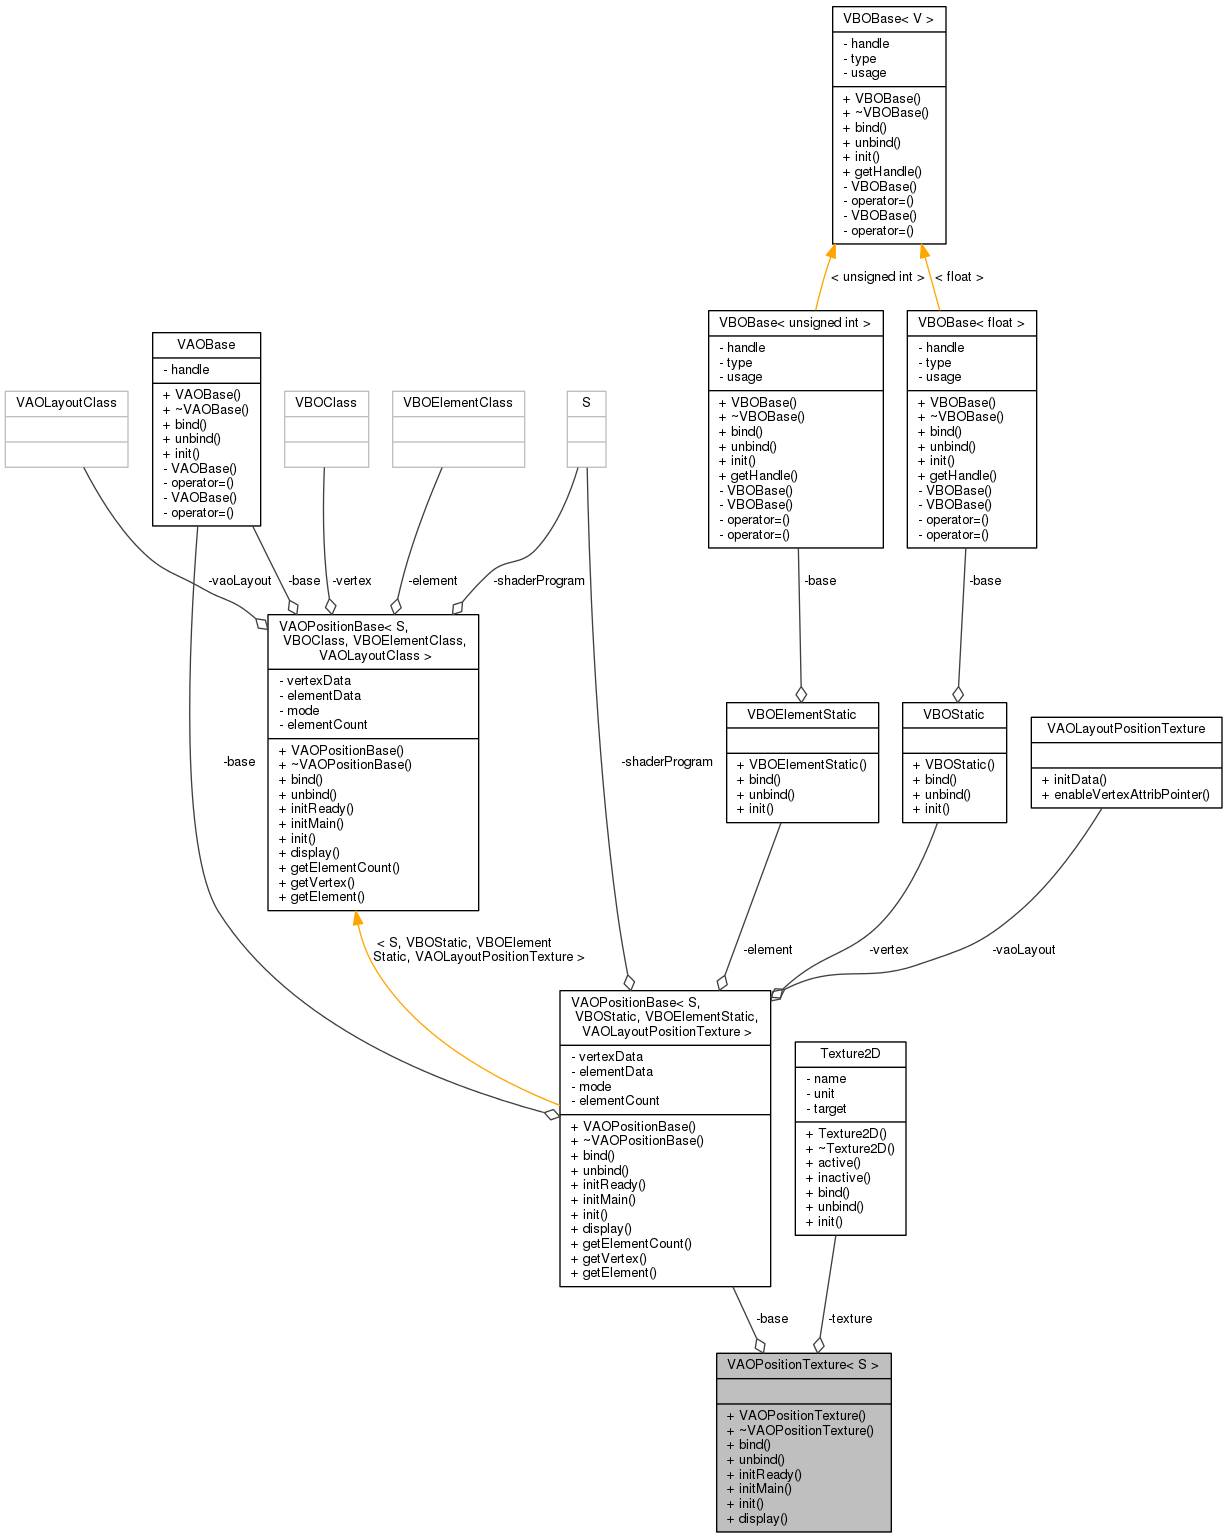 VBOBase< V >
- handle
- type
- usage
+ VBOBase()
+ ~VBOBase()
+ bind()
+ unbind()
+ init()
+ getHandle()
- VBOBase()
- operator=()
- VBOBase()
- operator=()
< unsigned int >
< float >
VBOBase< unsigned int >
- handle
- type
- usage
+ VBOBase()
+ ~VBOBase()
+ bind()
+ unbind()
+ init()
+ getHandle()
- VBOBase()
- VBOBase()
- operator=()
- operator=()
VBOBase< float >
- handle
- type
- usage
+ VBOBase()
+ ~VBOBase()
+ bind()
+ unbind()
+ init()
+ getHandle()
- VBOBase()
- VBOBase()
- operator=()
- operator=()
VAOLayoutClass
VAOBase
- handle
+ VAOBase()
+ ~VAOBase()
+ bind()
+ unbind()
+ init()
- VAOBase()
- operator=()
- VAOBase()
- operator=()
VBOClass
VBOElementClass
S
-vaoLayout
-base
-vertex
-element
-shaderProgram
-base
-base
VAOPositionBase< S,
VBOClass, VBOElementClass,
VAOLayoutClass >
- vertexData
- elementData
- mode
- elementCount
+ VAOPositionBase()
+ ~VAOPositionBase()
+ bind()
+ unbind()
+ initReady()
+ initMain()
+ init()
+ display()
+ getElementCount()
+ getVertex()
+ getElement()
-base
-shaderProgram
VBOElementStatic
+ VBOElementStatic()
+ bind()
+ unbind()
+ init()
VBOStatic
+ VBOStatic()
+ bind()
+ unbind()
+ init()
VAOLayoutPositionTexture
+ initData()
+ enableVertexAttribPointer()
< S, VBOStatic, VBOElement
Static, VAOLayoutPositionTexture >
-element
-vertex
-vaoLayout
VAOPositionBase< S,
VBOStatic, VBOElementStatic,
VAOLayoutPositionTexture >
- vertexData
- elementData
- mode
- elementCount
+ VAOPositionBase()
+ ~VAOPositionBase()
+ bind()
+ unbind()
+ initReady()
+ initMain()
+ init()
+ display()
+ getElementCount()
+ getVertex()
+ getElement()
Texture2D
- name
- unit
- target
+ Texture2D()
+ ~Texture2D()
+ active()
+ inactive()
+ bind()
+ unbind()
+ init()
-base
-texture
VAOPositionTexture< S >
+ VAOPositionTexture()
+ ~VAOPositionTexture()
+ bind()
+ unbind()
+ initReady()
+ initMain()
+ init()
+ display()